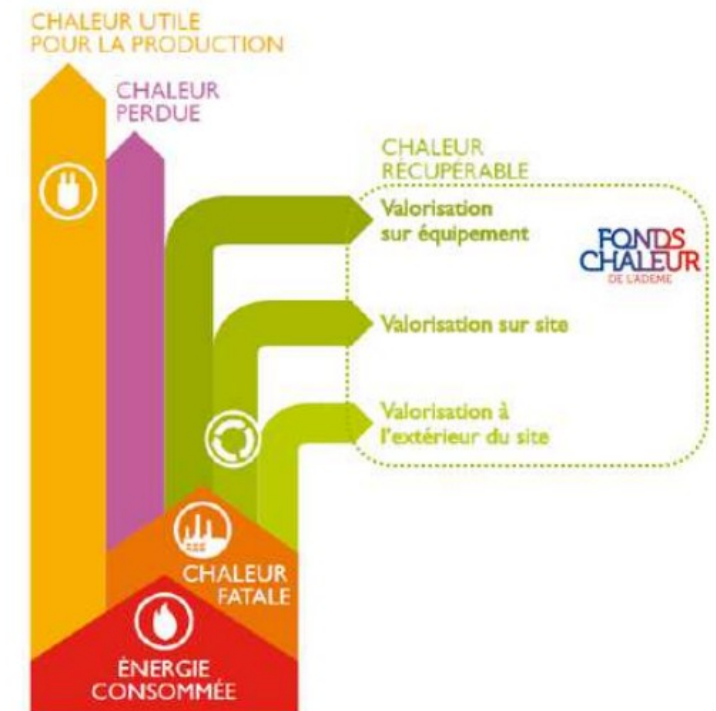 CHALEUR UTILE
POUR LA PRODUCTION
CHALEUR
PERDUE
CHALEUR
RÉCUPÉRABLE
Valorisation
sur équipement
FONDS
CHALEUR
DE L'ADEME
Valorisation sur site
Valorisation à
l'extérieur du site
CHALEUR
FATALE
ÉNERGIE
CONSOMMÉE